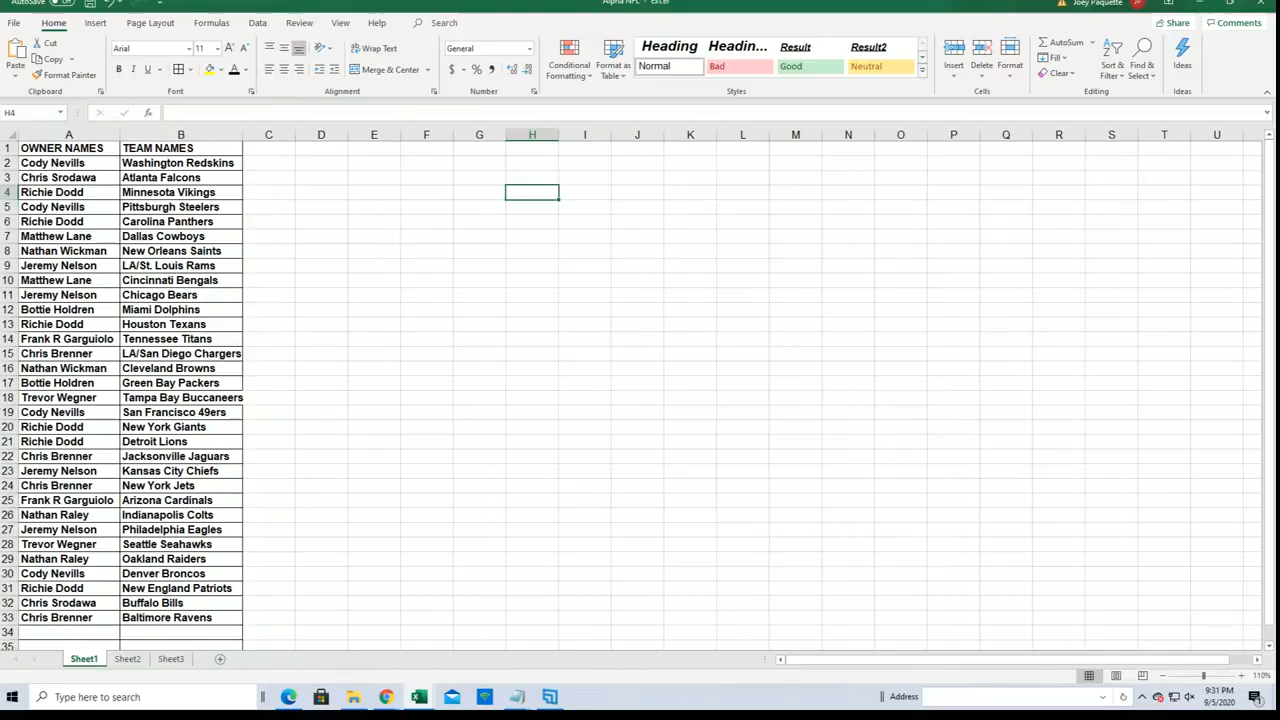 AutoSave Off Alpha NFL - Excel Joey Paquette JP
File Home Insert Page Layout Formulas Data Review View Help Search Share Comments
Paste Cut Copy Format Painter Clipboard
Arial 11 B I U A Font
Wrap Text Merge & Center Alignment
General $ % Number
Conditional Formatting Format as Table
Heading Headin... Result Result2
Normal Bad Good Neutral
Styles
Insert Delete Format Cells
AutoSum Fill Clear Sort & Filter Find & Select Editing
Ideas Ideas
H4 fx
A B C D E F G H I J K L M N O P Q R S T U
1 OWNER NAMES TEAM NAMES
2 Cody Nevills Washington Redskins
3 Chris Srodawa Atlanta Falcons
4 Richie Dodd Minnesota Vikings
5 Cody Nevills Pittsburgh Steelers
6 Richie Dodd Carolina Panthers
7 Matthew Lane Dallas Cowboys
8 Nathan Wickman New Orleans Saints
9 Jeremy Nelson LA/St. Louis Rams
10 Matthew Lane Cincinnati Bengals
11 Jeremy Nelson Chicago Bears
12 Bottie Holdren Miami Dolphins
13 Richie Dodd Houston Texans
14 Frank R Garguiolo Tennessee Titans
15 Chris Brenner LA/San Diego Chargers
16 Nathan Wickman Cleveland Browns
17 Bottie Holdren Green Bay Packers
18 Trevor Wegner Tampa Bay Buccaneers
19 Cody Nevills San Francisco 49ers
20 Richie Dodd New York Giants
21 Richie Dodd Detroit Lions
22 Chris Brenner Jacksonville Jaguars
23 Jeremy Nelson Kansas City Chiefs
24 Chris Brenner New York Jets
25 Frank R Garguiolo Arizona Cardinals
26 Nathan Raley Indianapolis Colts
27 Jeremy Nelson Philadelphia Eagles
28 Trevor Wegner Seattle Seahawks
29 Nathan Raley Oakland Raiders
30 Cody Nevills Denver Broncos
31 Richie Dodd New England Patriots
32 Chris Srodawa Buffalo Bills
33 Chris Brenner Baltimore Ravens
34
35
Sheet1 Sheet2 Sheet3
110%
Type here to search Address 9:31 PM
9/5/2020